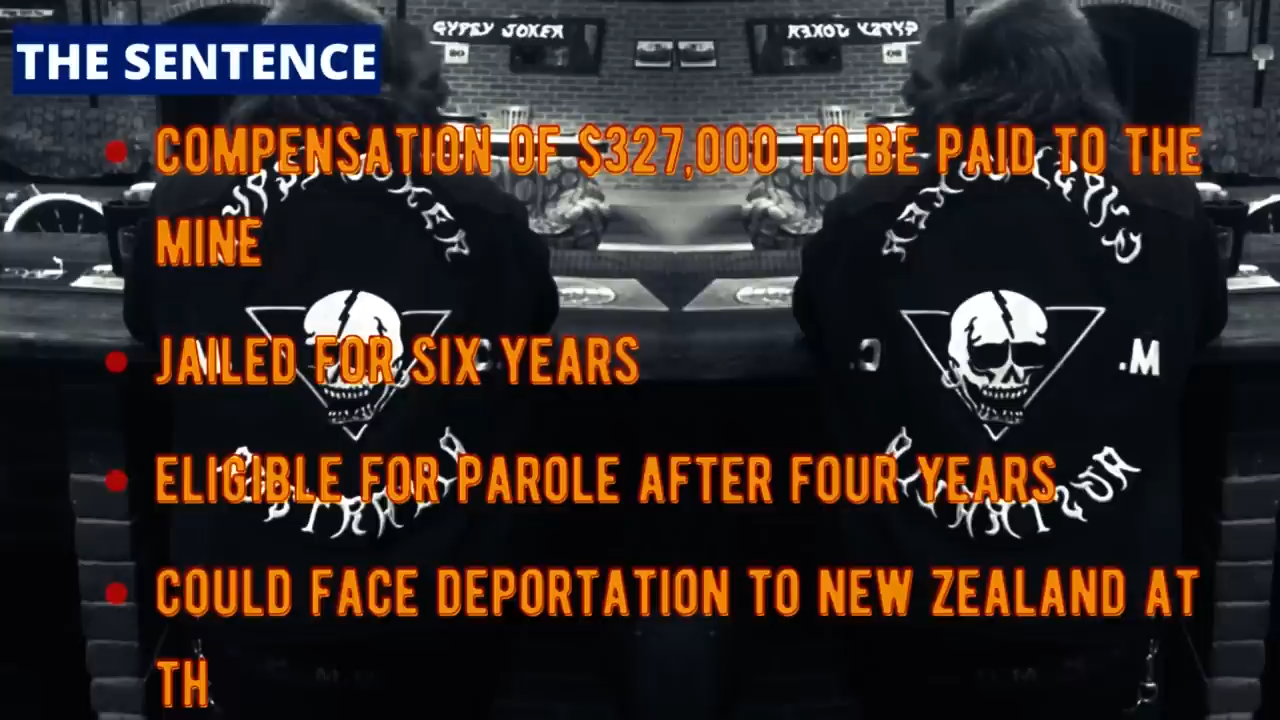 THE SENTENCE
GYPSY JOKER
COMPENSATION OF $327,000 TO BE PAID TO THE
MINE
JAILED FOR SIX YEARS
ELIGIBLE FOR PAROLE AFTER FOUR YEARS
COULD FACE DEPORTATION TO NEW ZEALAND AT
TH